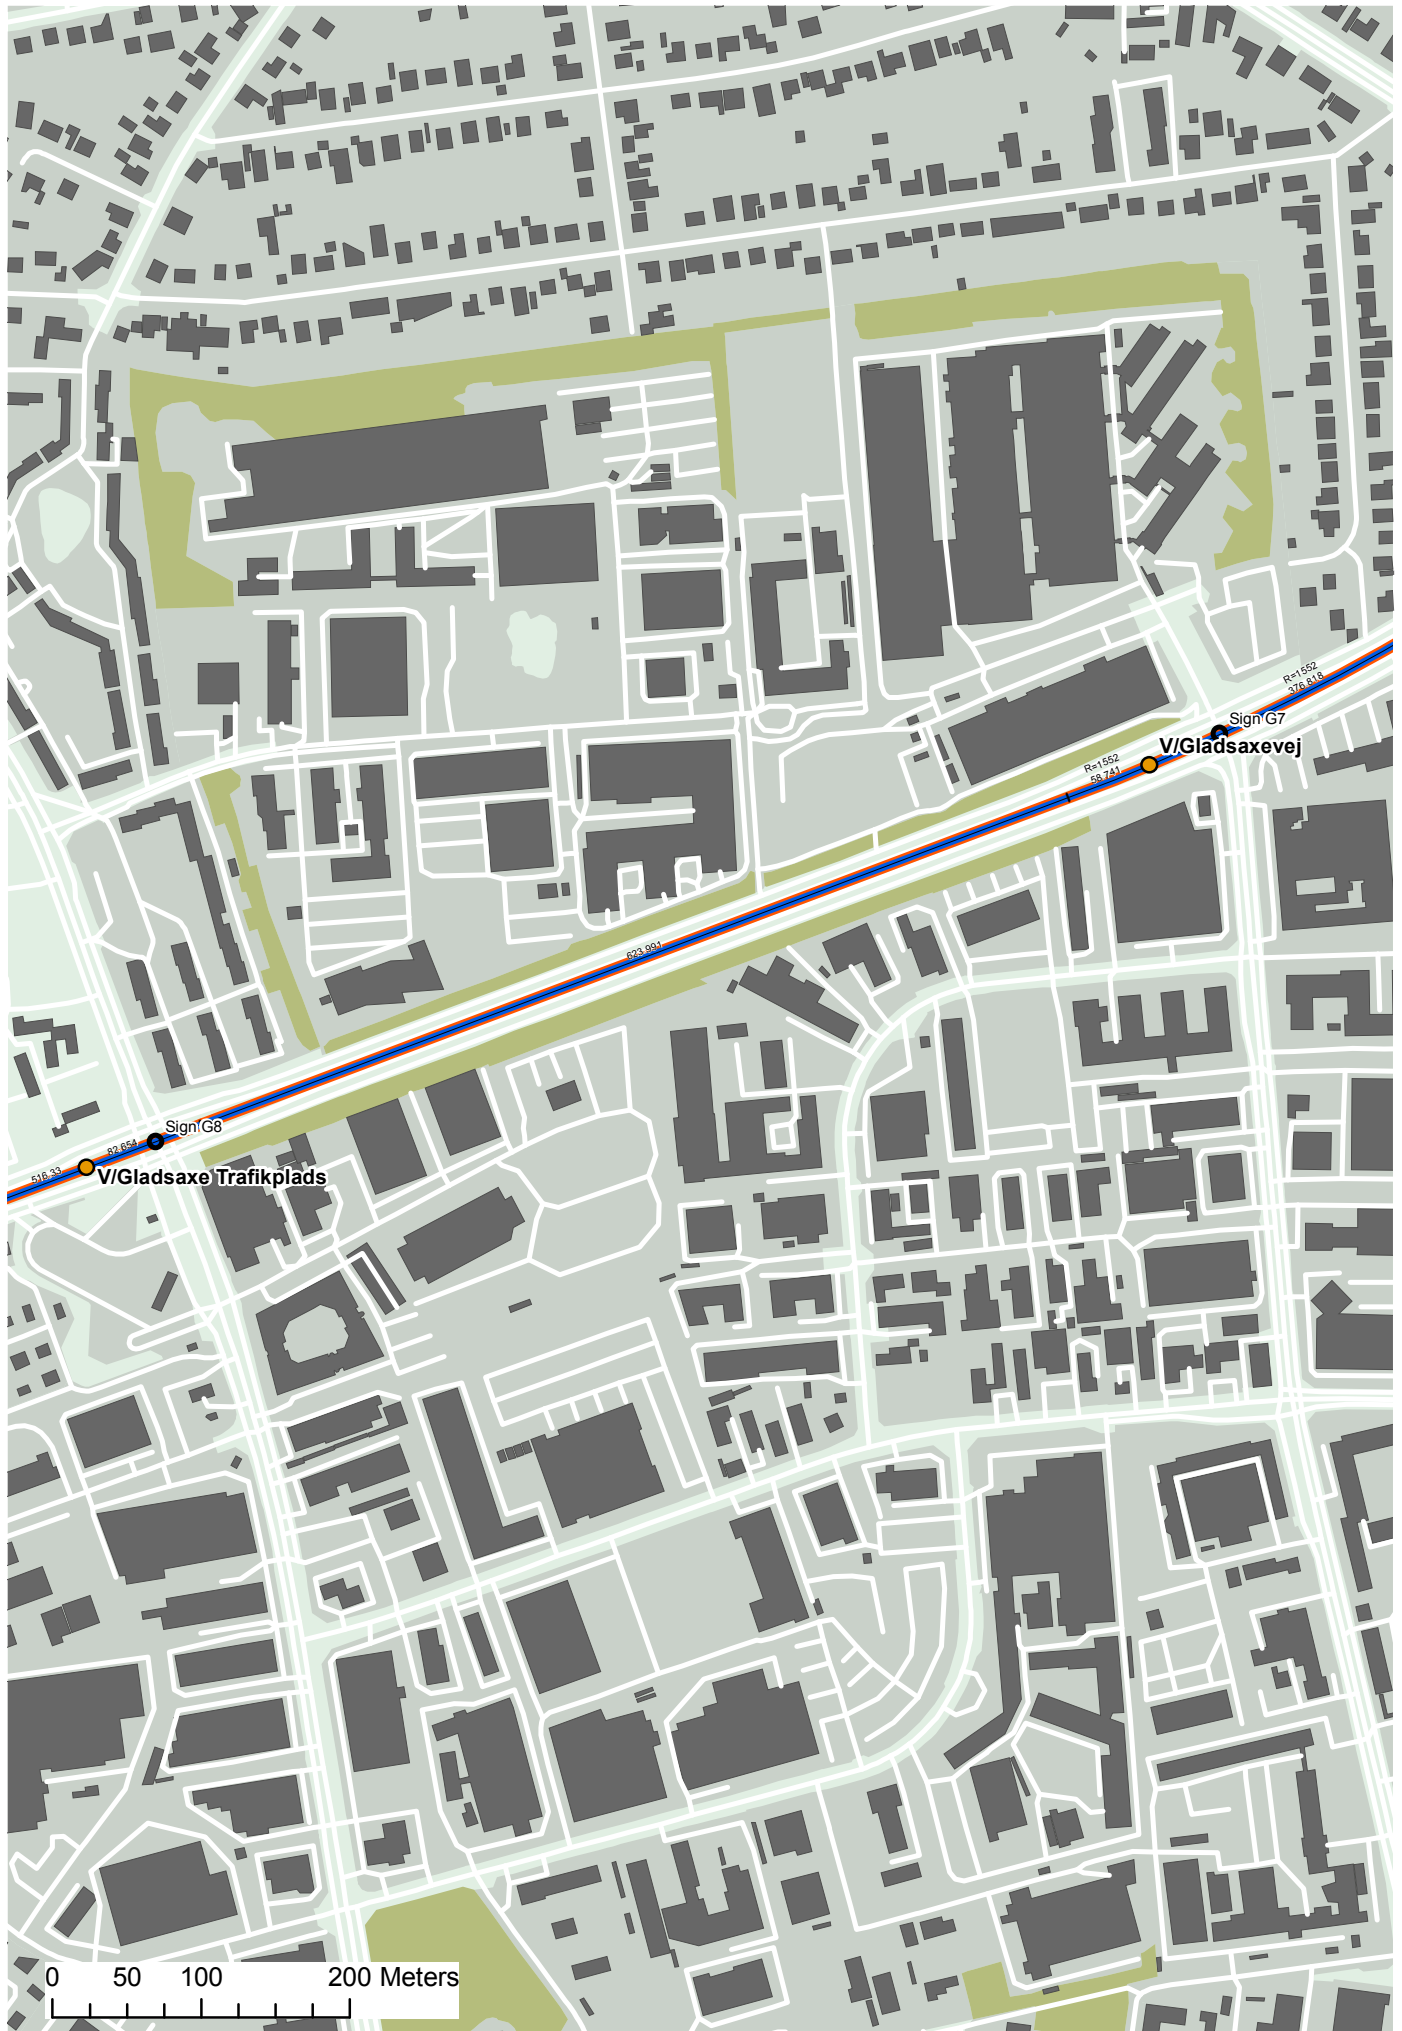 R=1552
376.818
Sign G7
V/Gladsaxevej
R=1552
58.741
623.991
Sign G8
82.654
516.33
V/Gladsaxe Trafikplads
0 50 100 200 Meters